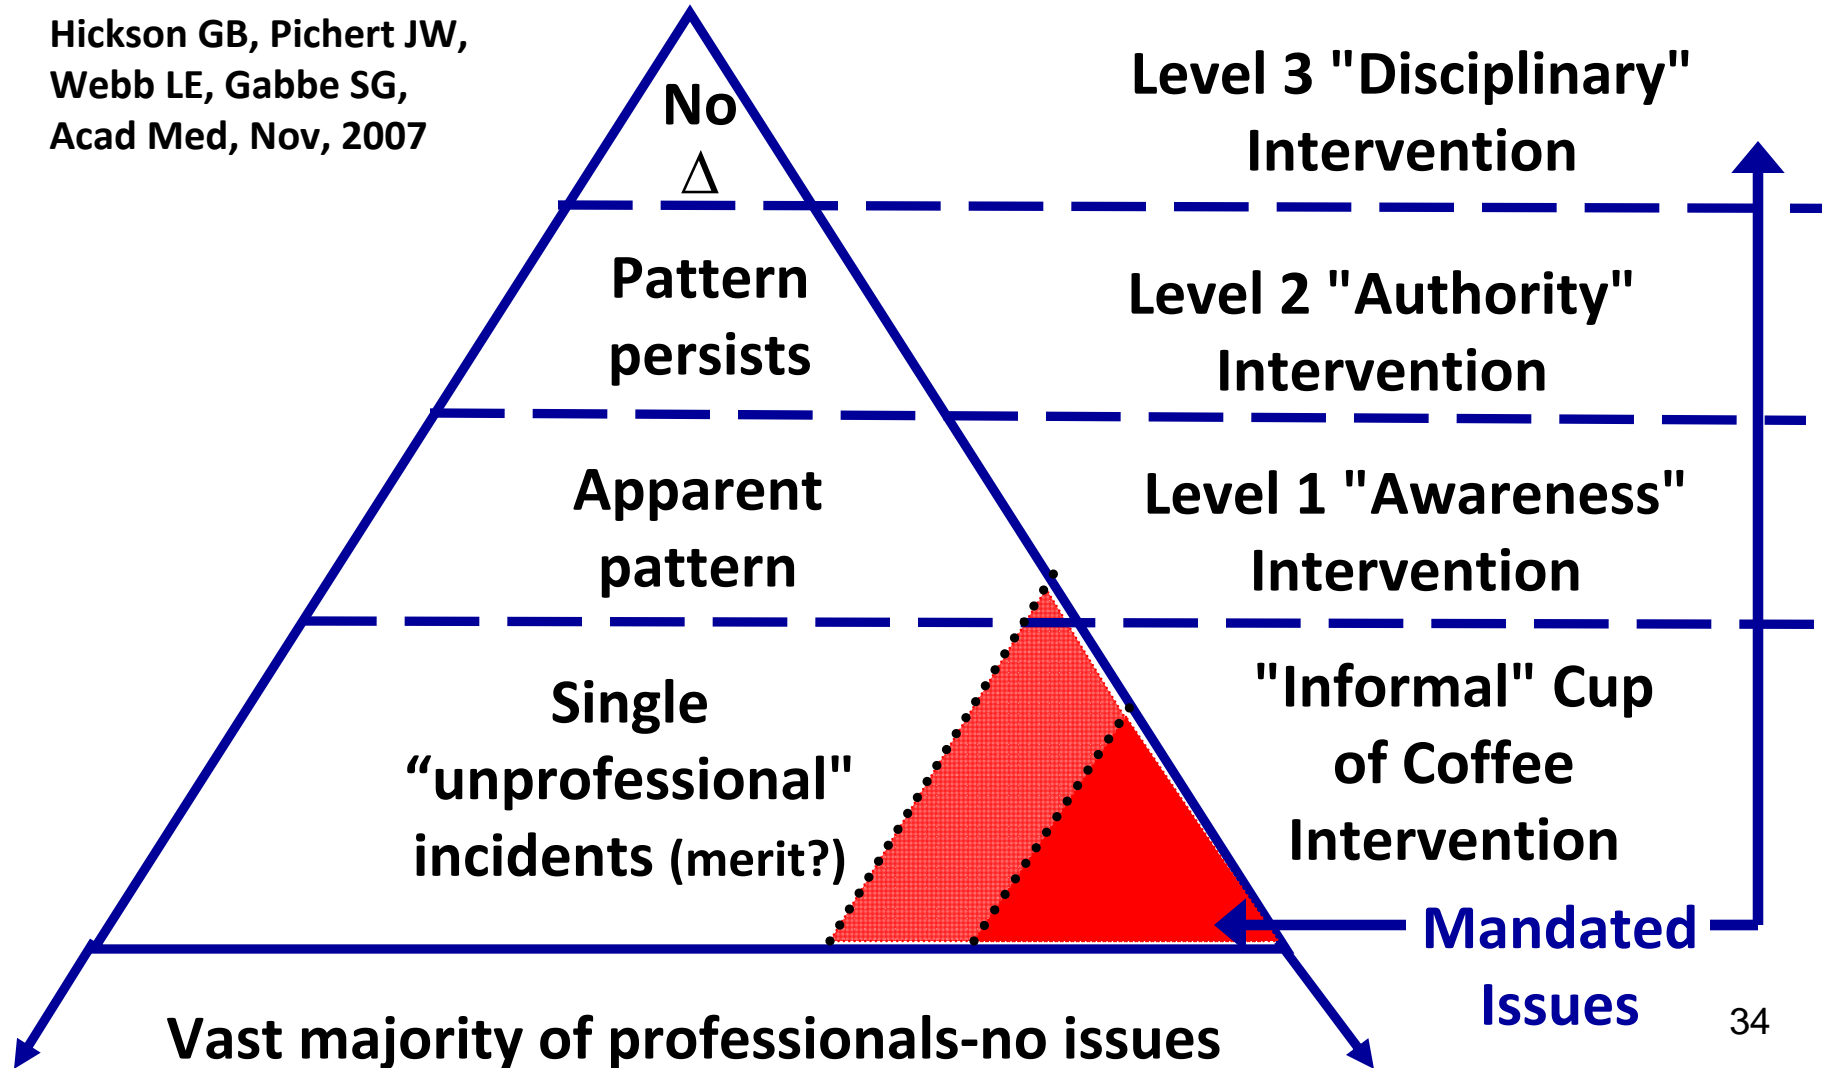 Hickson GB, Pichert JW,
Webb LE, Gabbe SG,
Acad Med, Nov, 2007
No
Δ
Level 3 "Disciplinary"
Intervention
Pattern
persists
Level 2 "Authority"
Intervention
Apparent
pattern
Level 1 "Awareness"
Intervention
Single
“unprofessional"
incidents (merit?)
"Informal" Cup
of Coffee
Intervention
Mandated
Issues
Vast majority of professionals-no issues
34